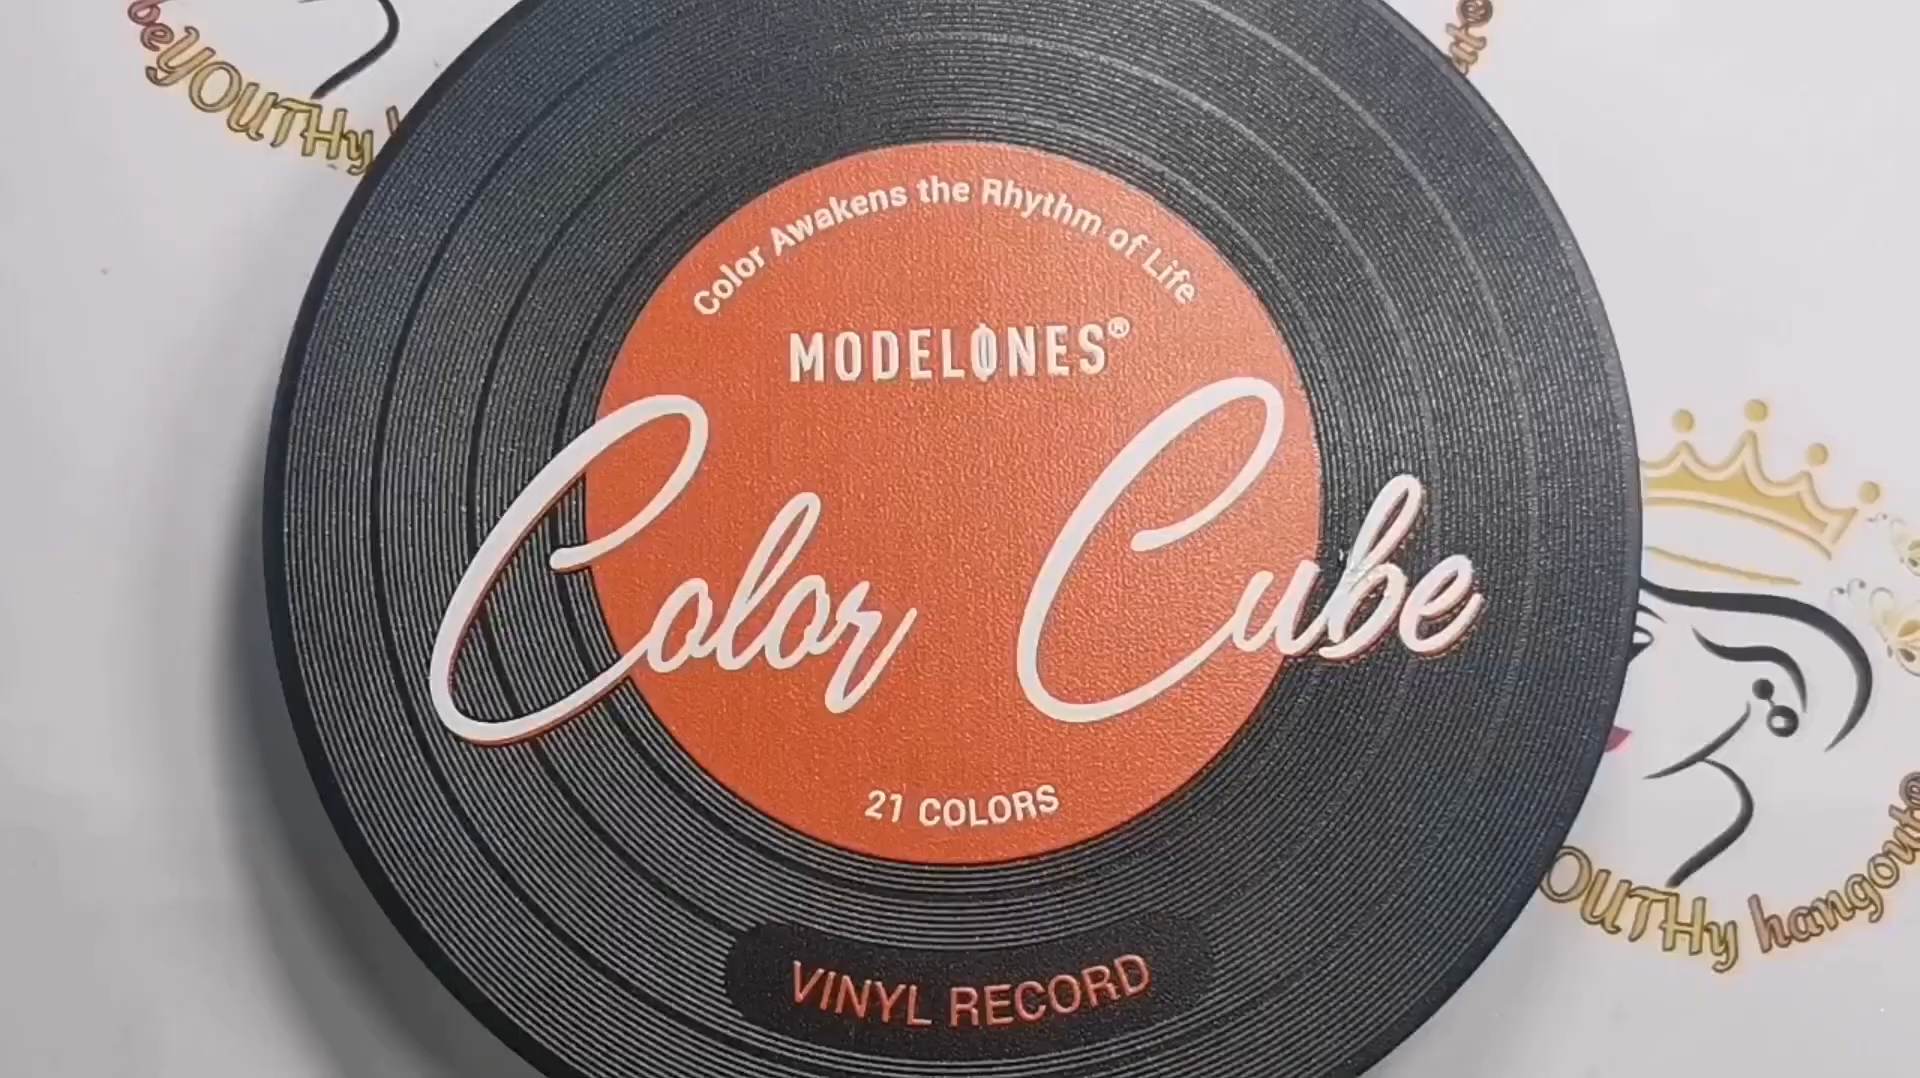 beYOUTHy
Color Awakens the Rhythm of Life
MODELONES®
Color Cube
21 COLORS
VINYL RECORD
YOUTHy hangout